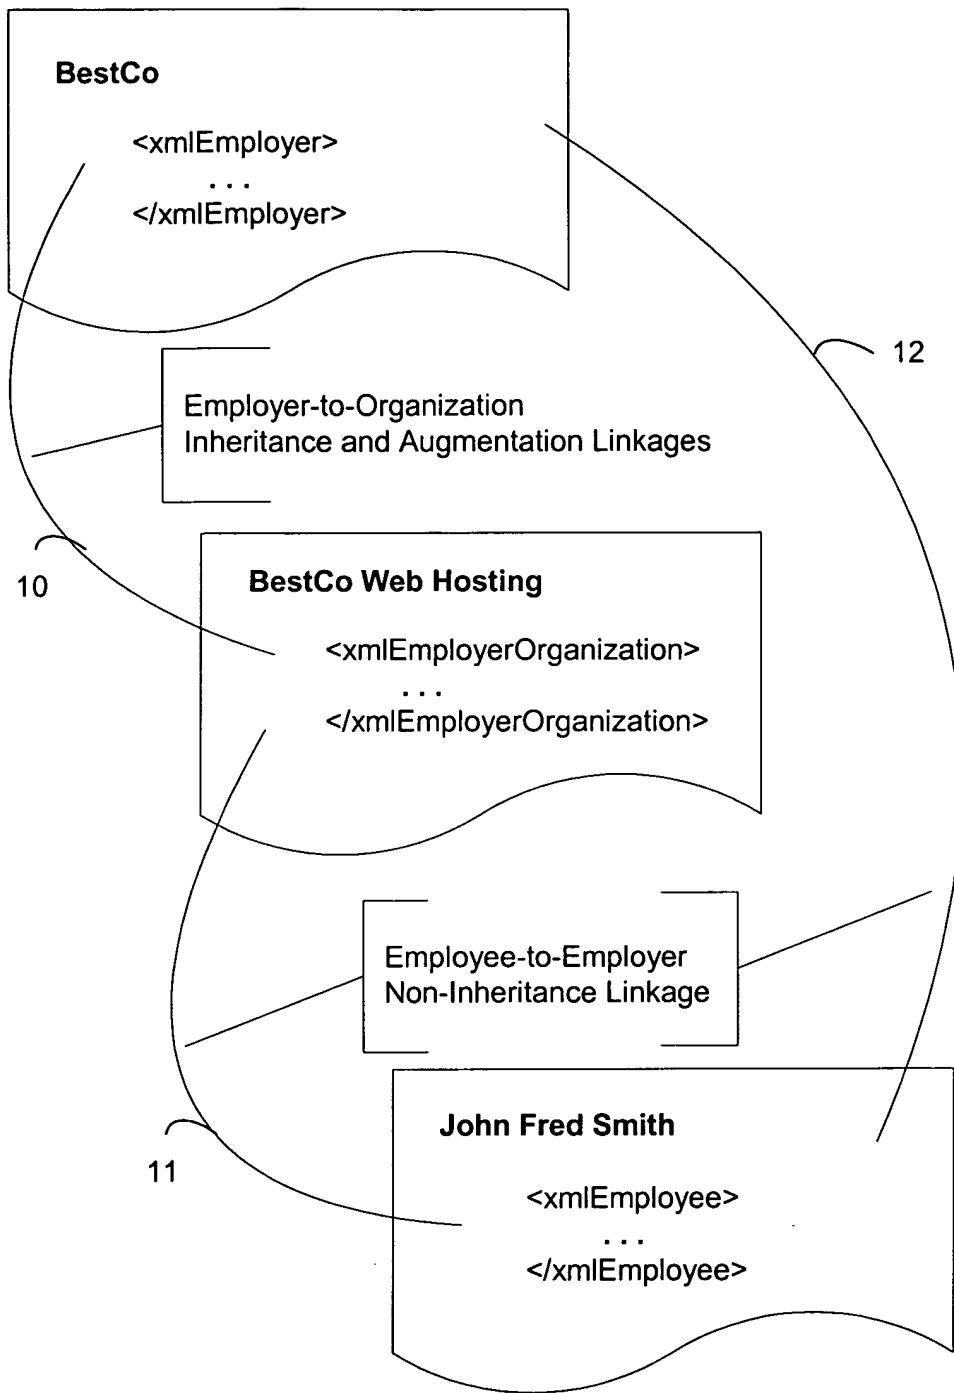 BestCo
<xmlEmployer>
. . .
</xmlEmployer>
12
Employer-to-Organization
Inheritance and Augmentation Linkages
10
BestCo Web Hosting
<xmlEmployerOrganization>
. . .
</xmlEmployerOrganization>
Employee-to-Employer
Non-Inheritance Linkage
John Fred Smith
11
<xmlEmployee>
. . .
</xmlEmployee>